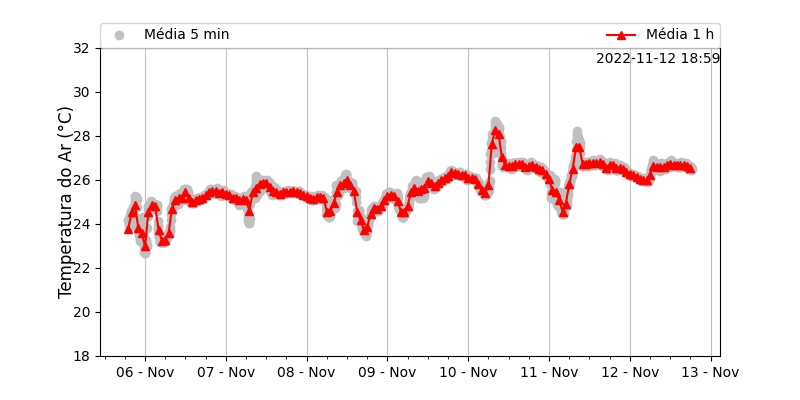 Média 5 min
Média 1 h
2022-11-12 18:59
Temperatura do Ar (°C)
32
30
28
26
24
22
20
18
06 - Nov
07 - Nov
08 - Nov
09 - Nov
10 - Nov
11 - Nov
12 - Nov
13 - Nov